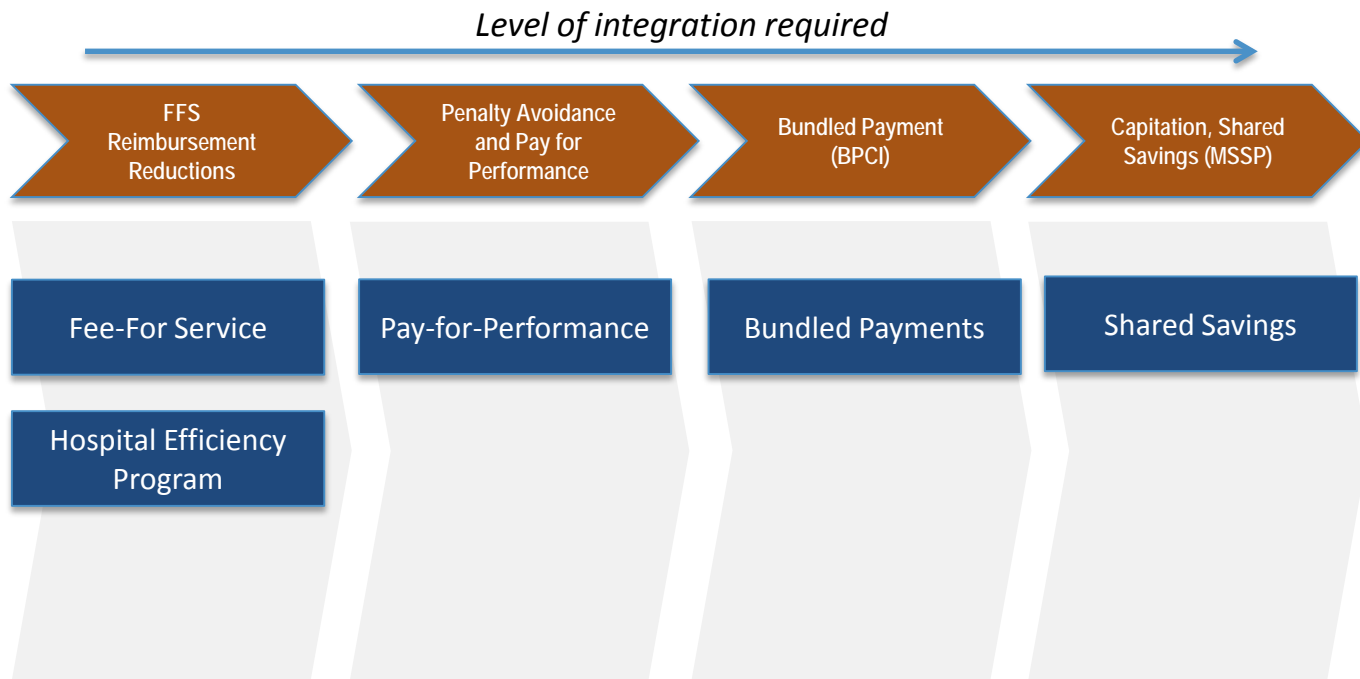 Level of integration required
FFS
Reimbursement
Reductions
Penalty Avoidance
and Pay for
Performance
Bundled Payment
(BPCI)
Capitation, Shared
Savings (MSSP)
Fee-For Service
Pay-for-Performance
Bundled Payments
Shared Savings
Hospital Efficiency
Program